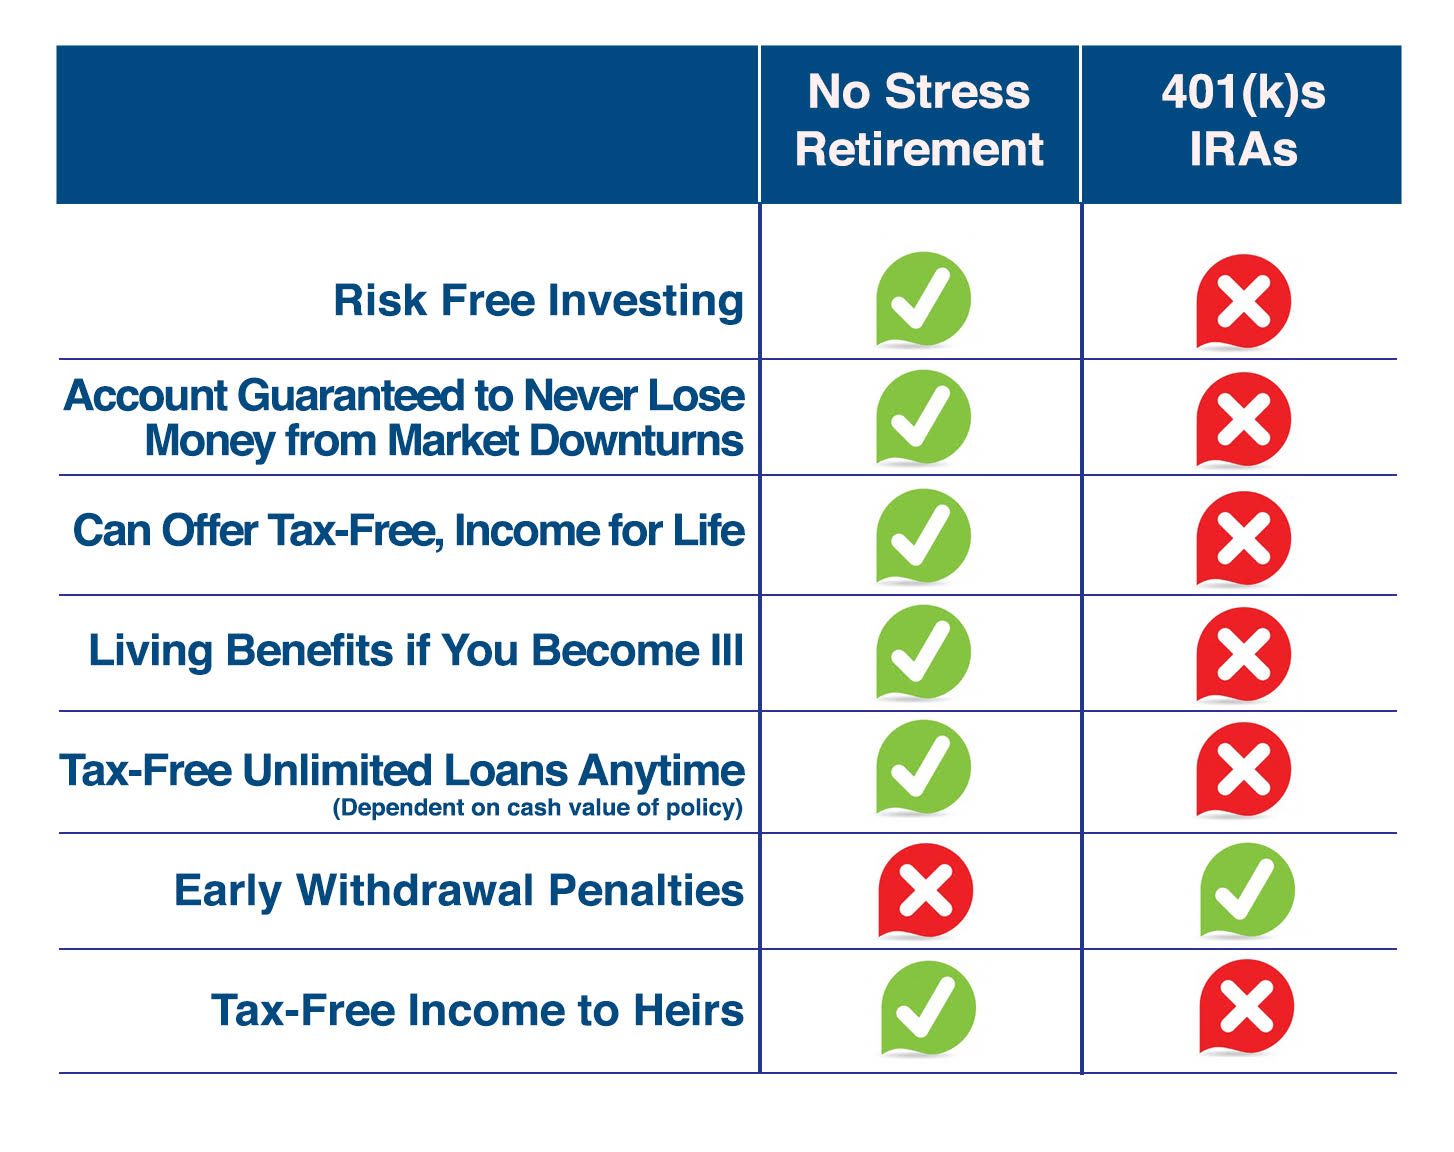 No Stress
Retirement
401(k)s
IRAs
Risk Free Investing
Account Guaranteed to Never Lose
Money from Market Downturns
Can Offer Tax-Free, Income for Life
Living Benefits if You Become Ill
Tax-Free Unlimited Loans Anytime
(Dependent on cash value of policy)
Early Withdrawal Penalties
Tax-Free Income to Heirs